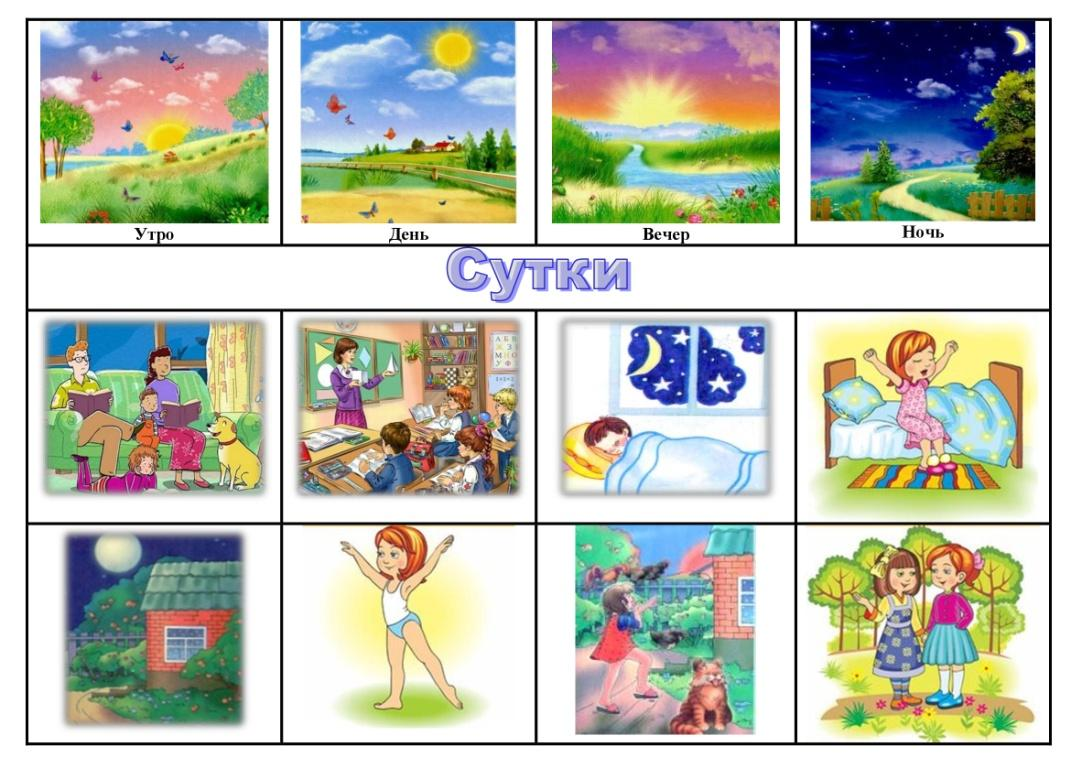 Утро
День
Вечер
Ночь
Сутки
А Б В
Ж З
М Н О
У Ф